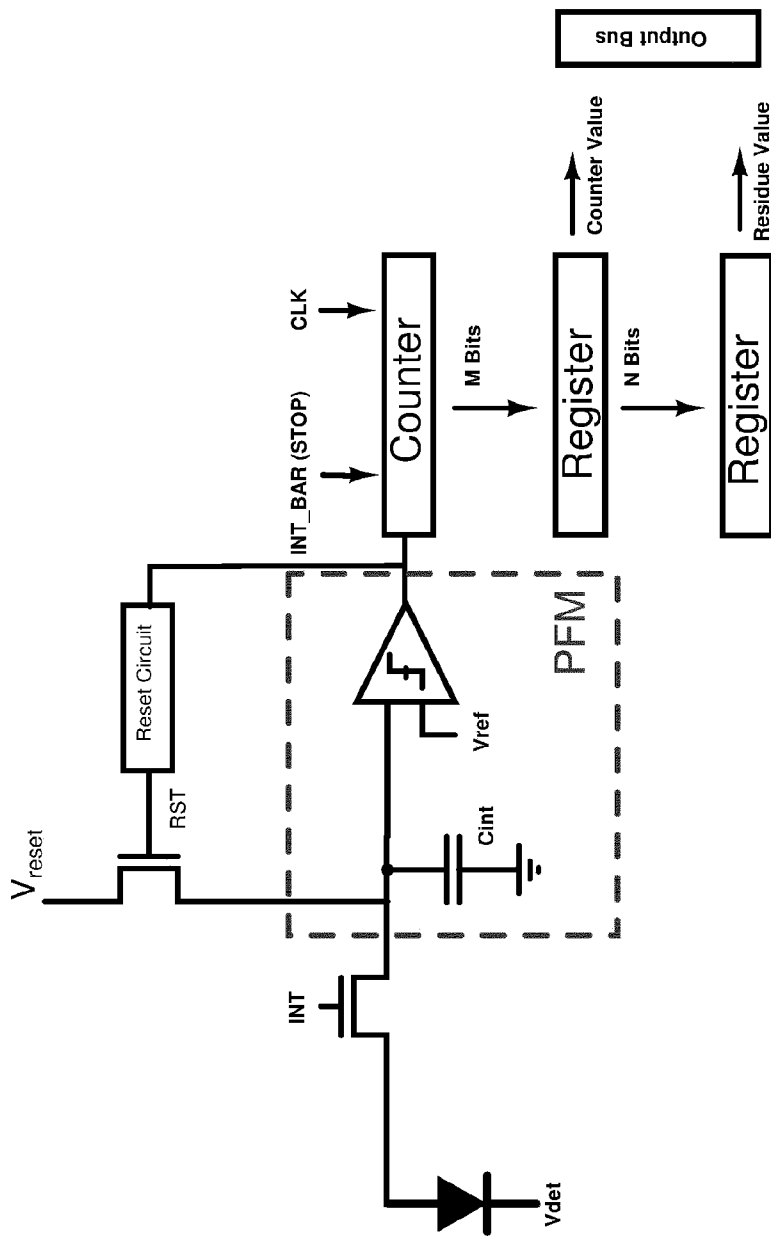 V reset
RST
Reset Circuit
INT
Vdet
Cint
Vref
PFM
INT_BAR (STOP)
CLK
Counter
M Bits
Register
Counter Value
N Bits
Register
Residue Value
Output Bus